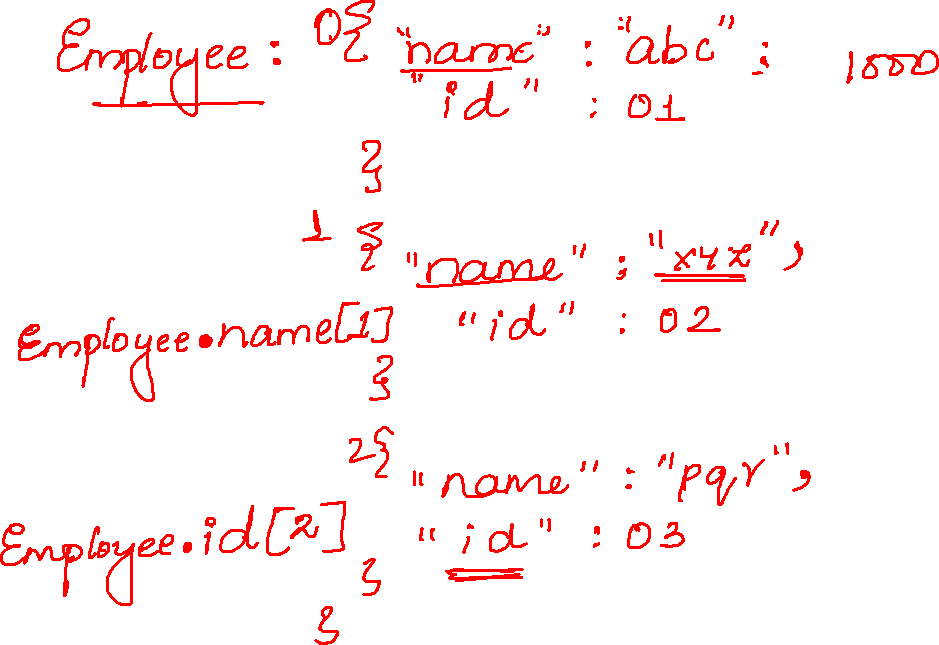 Employee : 0{ "name" : "abc" ; 1000
"id" : 01
}
1 { "name" : "xyz",
Employee.name[1] "id" : 02
}
2{ "name" : "pqr",
Employee.id[2] "id" : 03
}
}